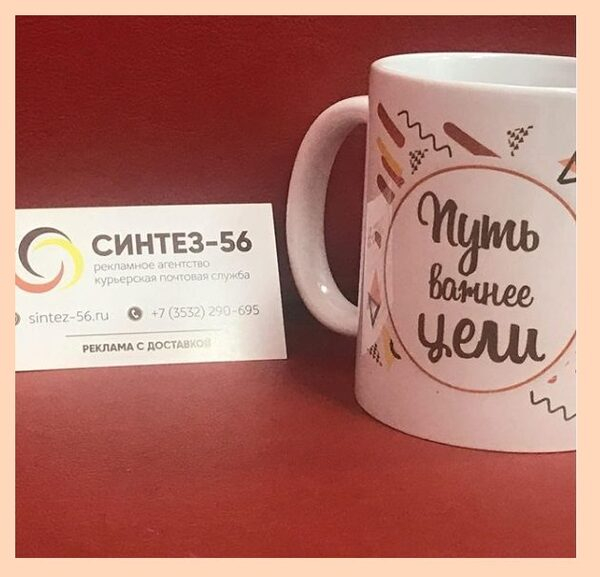 СИНТЕЗ-56
рекламное агентство
курьерская почтовая служба
sintez-56.ru +7 (3532) 290-695
РЕКЛАМА С ДОСТАВКОЙ
Путь
важнее
цели